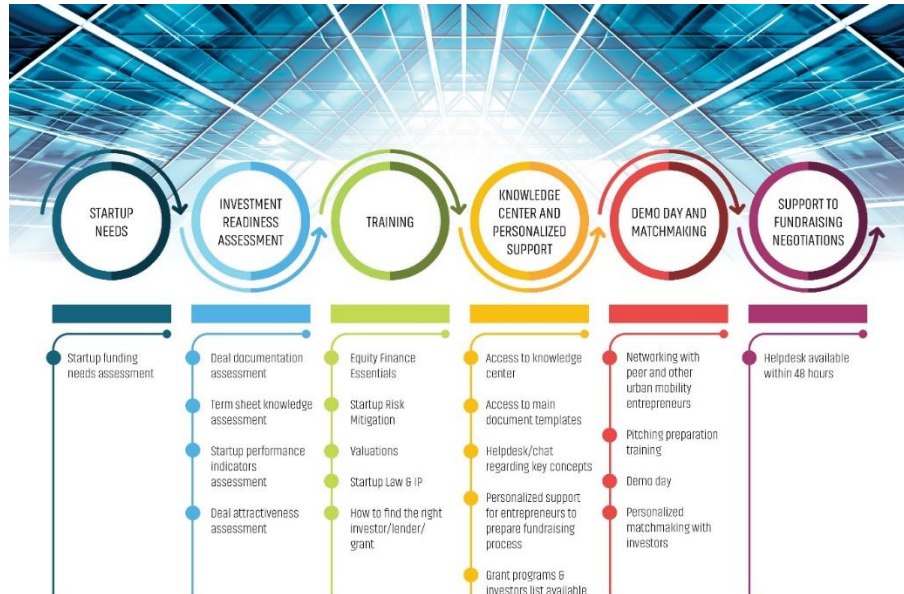 STARTUP
NEEDS
INVESTMENT
READINESS
ASSESSMENT
TRAINING
KNOWLEDGE
CENTER AND
PERSONALIZED
SUPPORT
DEMO DAY AND
MATCHMAKING
SUPPORT TO
FUNDRAISING
NEGOTIATIONS
Startup funding
needs assessment
Deal documentation
assessment
Term sheet knowledge
assessment
Startup performance
indicators
assessment
Deal attractiveness
assessment
Equity Finance
Essentials
Startup Risk
Mitigation
Valuations
Startup Law & IP
How to find the right
investor/lender/
grant
Access to knowledge
center
Access to main
document templates
Helpdesk/chat
regarding key concepts
Personalized support
for entrepreneurs to
prepare fundraising
process
Grant programs &
investors list available
Networking with
peer and other
urban mobility
entrepreneurs
Pitching preparation
training
Demo day
Personalized
matchmaking with
investors
Helpdesk available
within 48 hours